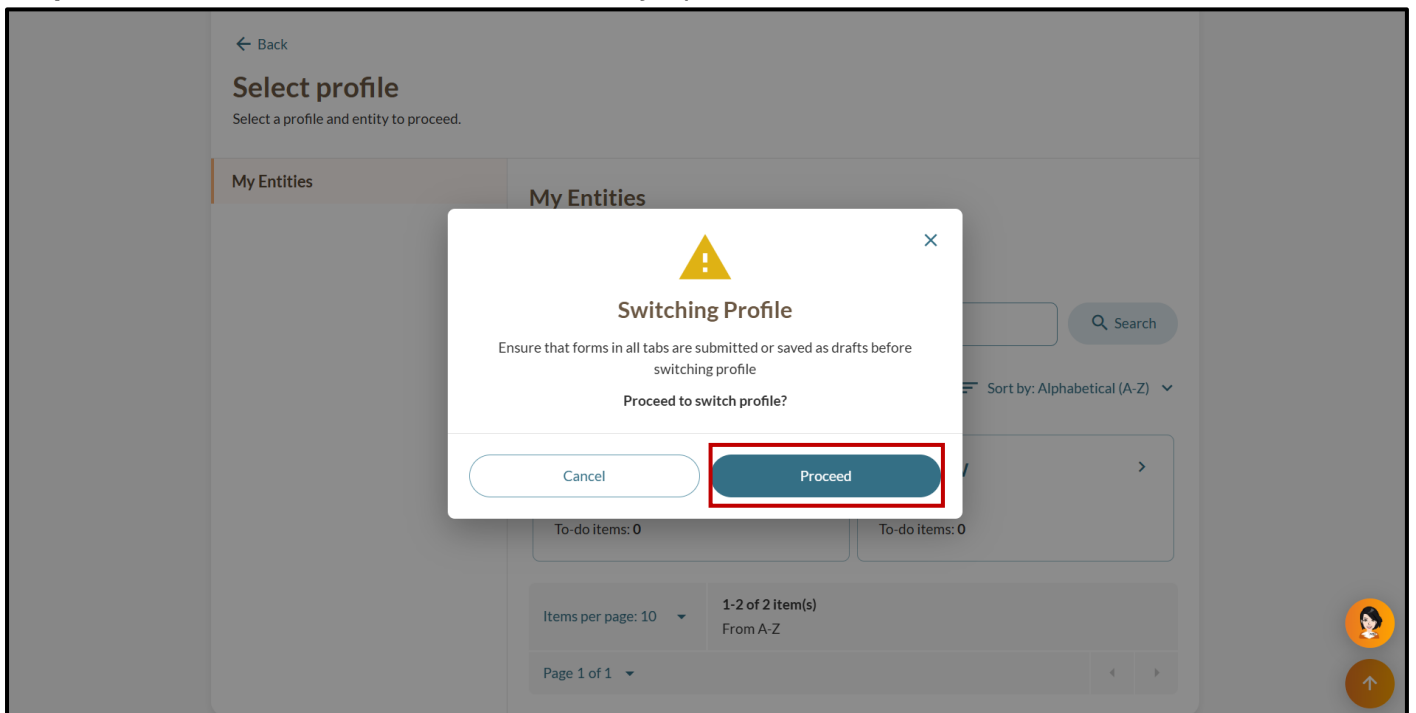 Back
Select profile
Select a profile and entity to proceed.
My Entities
My Entities
Switching Profile
Ensure that forms in all tabs are submitted or saved as drafts before
switching profile
Proceed to switch profile?
Search
Sort by: Alphabetical (A-Z)
Cancel
Proceed
To-do items: 0
To-do items: 0
Items per page: 10
1-2 of 2 item(s)
From A-Z
Page 1 of 1